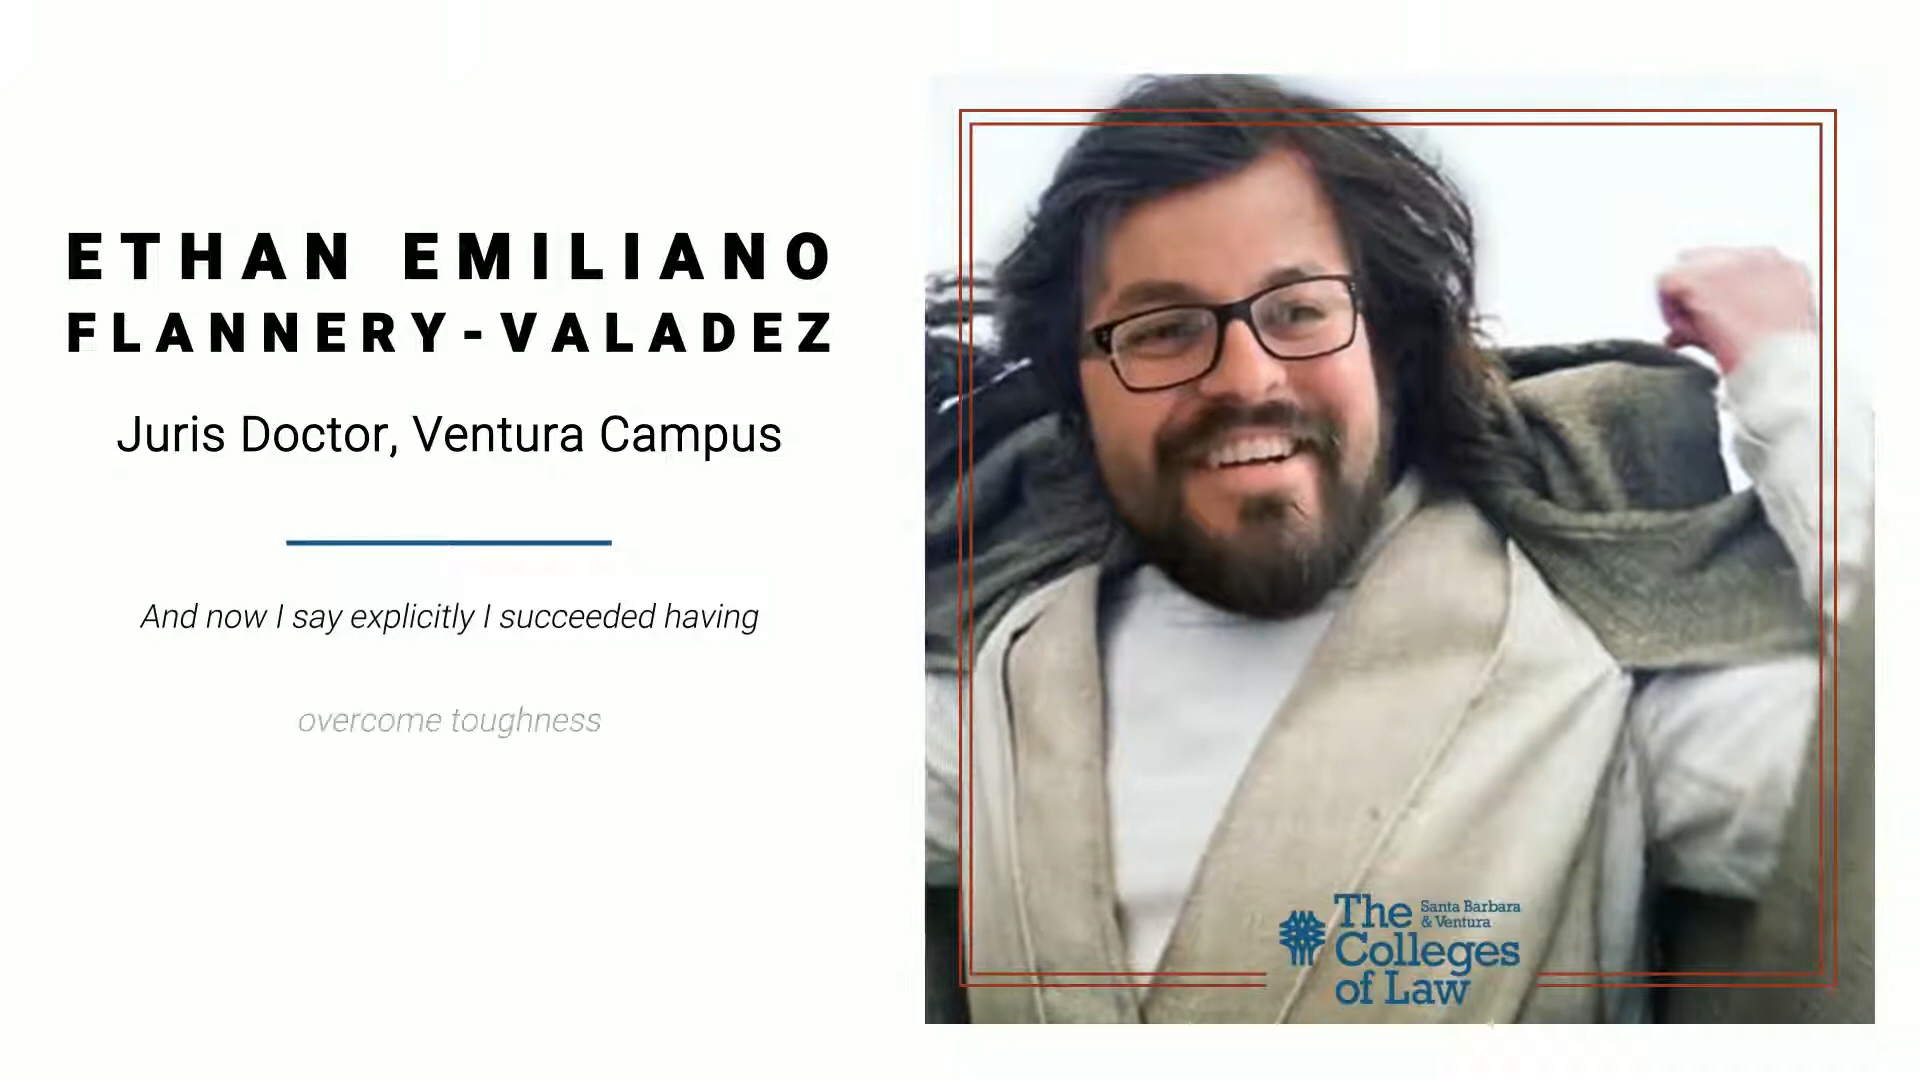 ETHAN EMILIANO
FLANNERY-VALADEZ
Juris Doctor, Ventura Campus
And now I say explicitly I succeeded having
overcome toughness
The Santa Barbara
& Ventura
Colleges
of Law